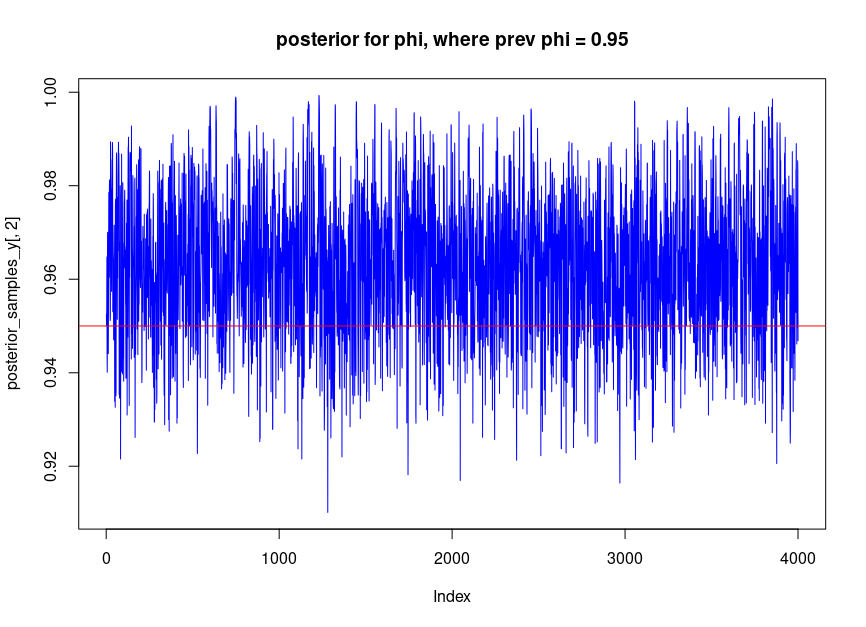 posterior for phi, where prev phi = 0.95
posterior_samples_y[, 2]
1.00
0.98
0.96
0.94
0.92
0 1000 2000 3000 4000
Index